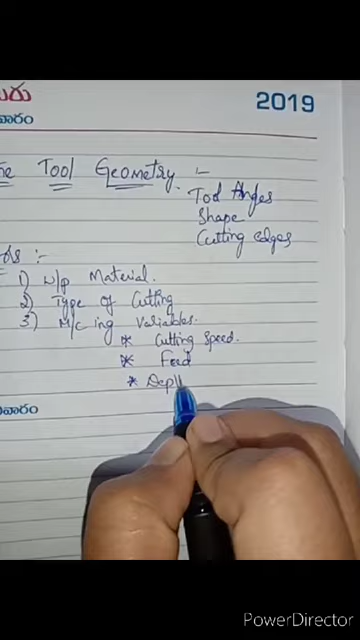 2019
Tool Geometry :-
Tool Angles
Shape
Cutting edges
1) w/p Material.
2) Type of Cutting
3) M/c ing Variables.
* Cutting Speed.
* Feed
* Dept
PowerDirector